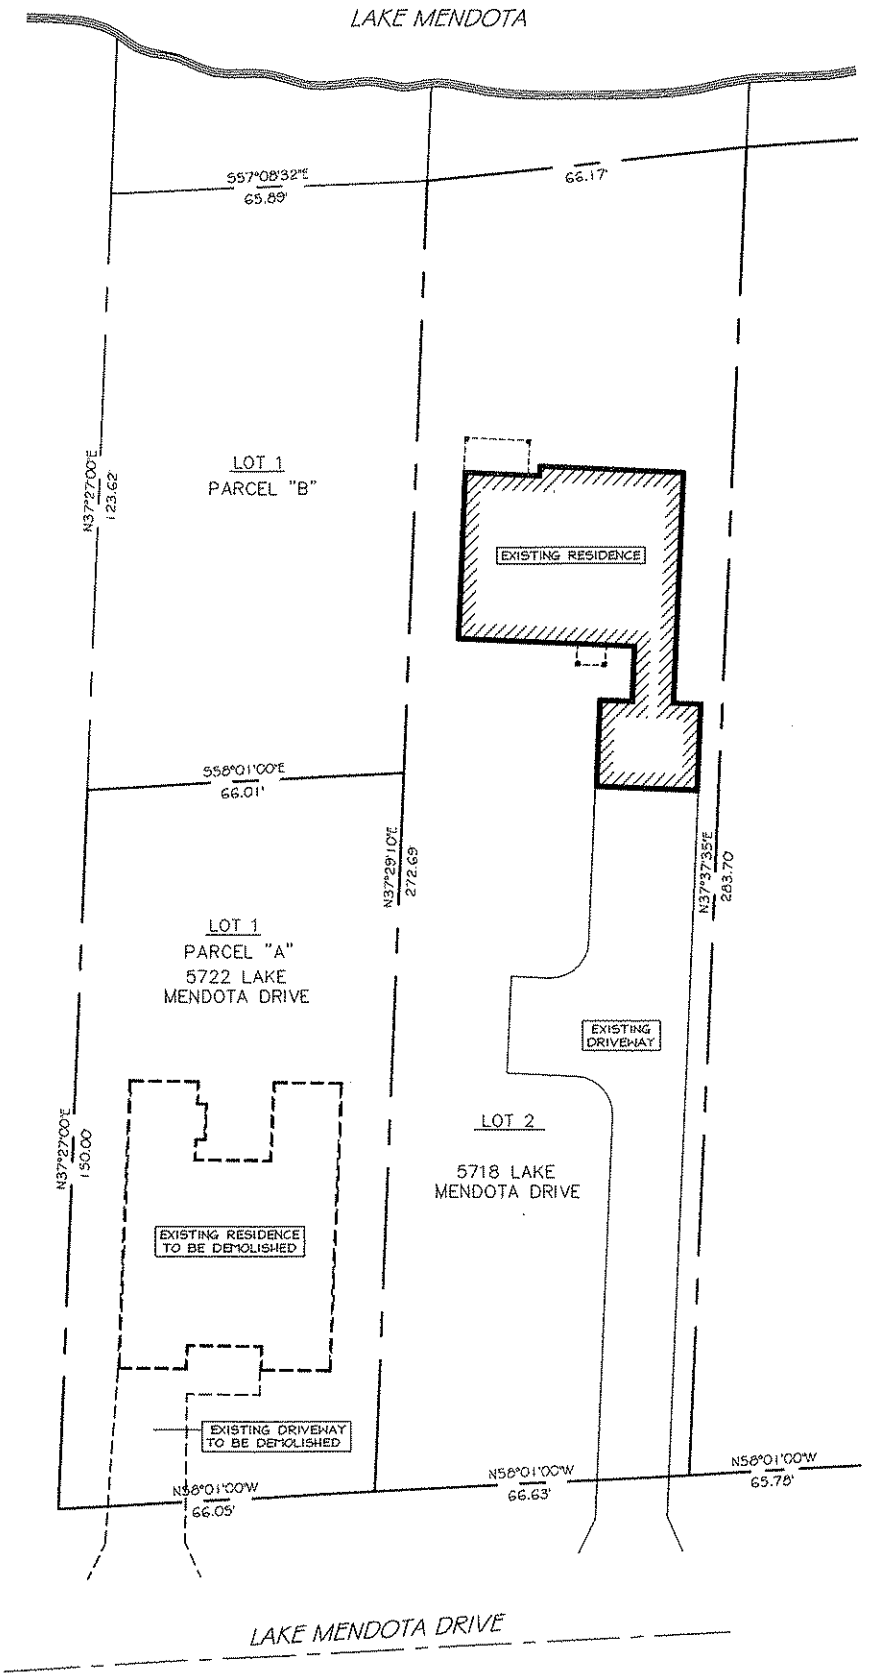 LAKE MENDOTA
S57°08'32"E
65.89'
66.17'
N37°27'00"E
123.62'
LOT 1
PARCEL "B"
EXISTING RESIDENCE
S58°01'00"E
66.01'
N37°29'10"E
272.69
N37°37'35"E
283.70'
LOT 1
PARCEL "A"
5722 LAKE
MENDOTA DRIVE
EXISTING
DRIVEWAY
N37°27'00"E
150.00'
LOT 2
5718 LAKE
MENDOTA DRIVE
EXISTING RESIDENCE
TO BE DEMOLISHED
EXISTING DRIVEWAY
TO BE DEMOLISHED
N58°01'00"W
66.05'
N58°01'00"W
66.63'
N58°01'00"W
65.78'
LAKE MENDOTA DRIVE